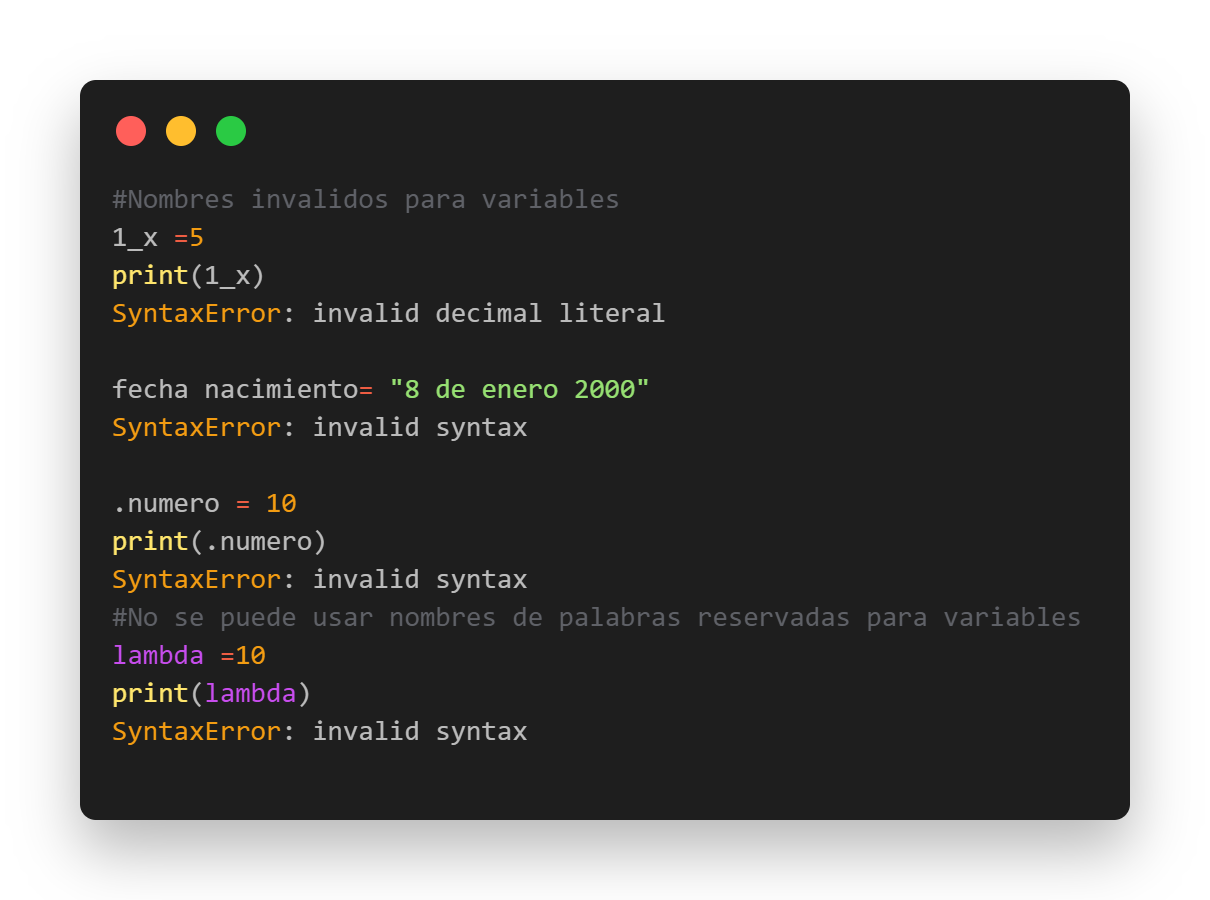 #Nombres invalidos para variables
1_x =5
print(1_x)
SyntaxError: invalid decimal literal
fecha nacimiento= "8 de enero 2000"
SyntaxError: invalid syntax
.numero = 10
print(.numero)
SyntaxError: invalid syntax
#No se puede usar nombres de palabras reservadas para variables
lambda =10
print(lambda)
SyntaxError: invalid syntax